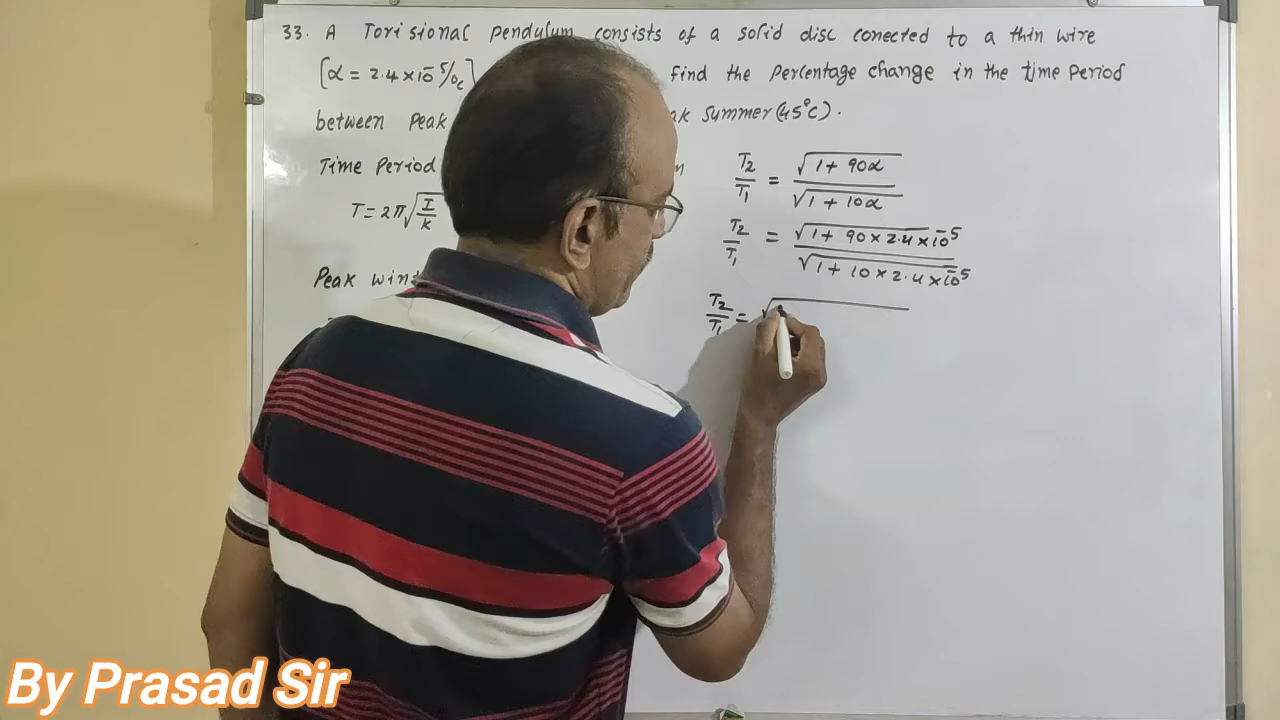 33. A Torisional pendulum consists of a solid disc conected to a thin wire
[α = 2.4×10⁻⁵/°C] find the percentage change in the time period
between peak summer (45°C).
Time period
T = 2π√(I/k)
Peak
T₂/T₁ = √(1 + 90α) / √(1 + 10α)
T₂/T₁ = √(1 + 90×2.4×10⁻⁵) / √(1 + 10×2.4×10⁻⁵)
T₂/T₁ = √
By Prasad Sir